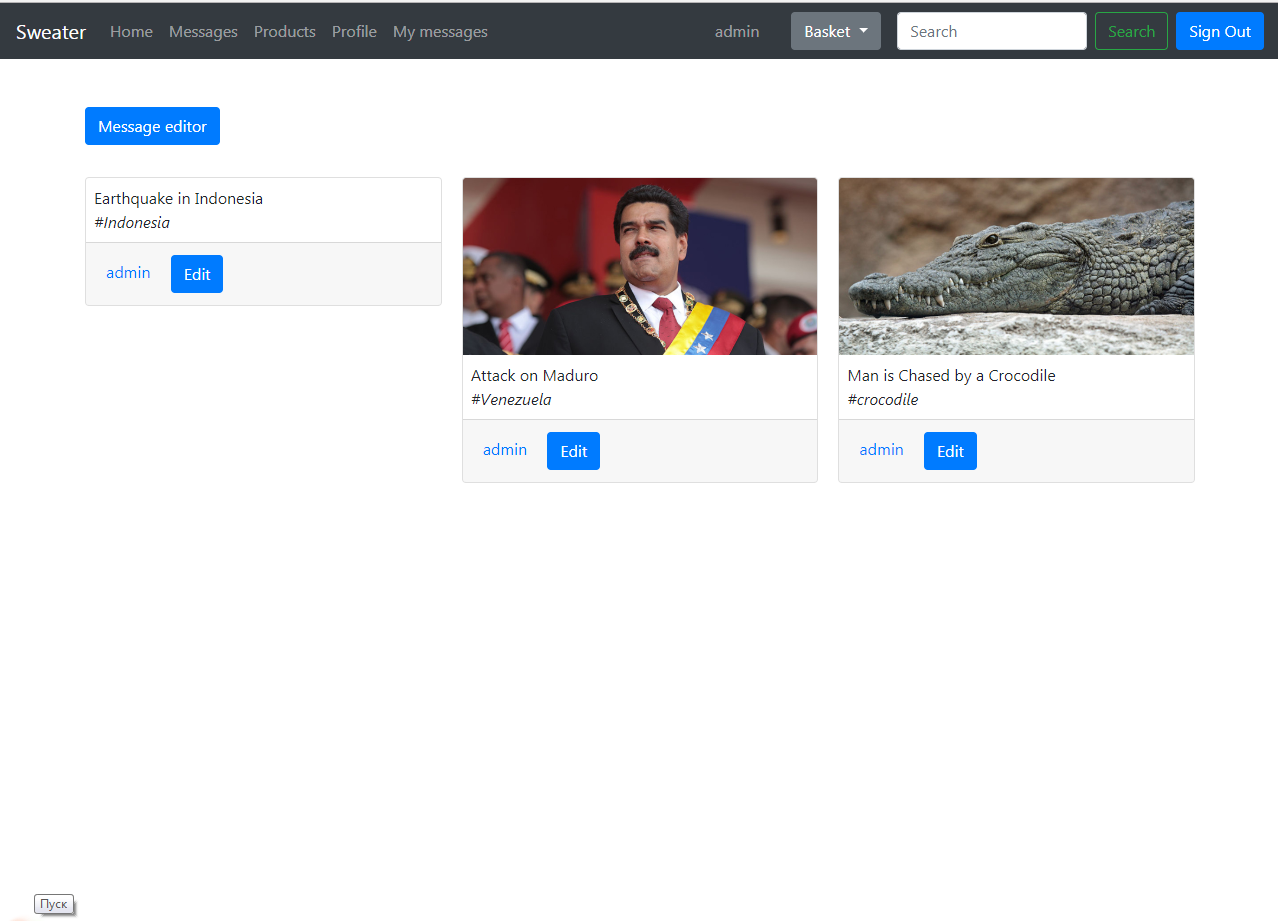 Sweater Home Messages Products Profile My messages admin Basket Search Search Sign Out
Message editor
Earthquake in Indonesia
#Indonesia
admin Edit
Attack on Maduro
#Venezuela
admin Edit
Man is Chased by a Crocodile
#crocodile
admin Edit
Пуск